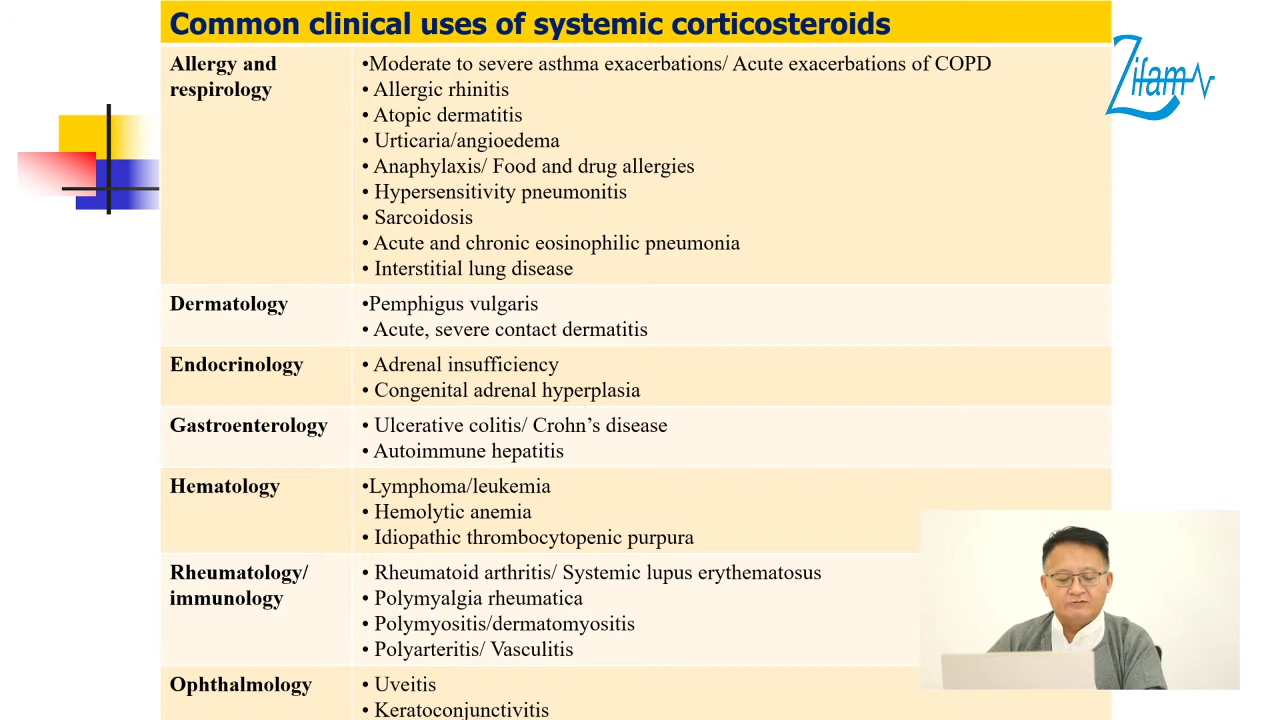 Common clinical uses of systemic corticosteroids
Zifam
Allergy and
respirology
•Moderate to severe asthma exacerbations/ Acute exacerbations of COPD
• Allergic rhinitis
• Atopic dermatitis
• Urticaria/angioedema
• Anaphylaxis/ Food and drug allergies
• Hypersensitivity pneumonitis
• Sarcoidosis
• Acute and chronic eosinophilic pneumonia
• Interstitial lung disease
Dermatology
•Pemphigus vulgaris
• Acute, severe contact dermatitis
Endocrinology
• Adrenal insufficiency
• Congenital adrenal hyperplasia
Gastroenterology
• Ulcerative colitis/ Crohn’s disease
• Autoimmune hepatitis
Hematology
•Lymphoma/leukemia
• Hemolytic anemia
• Idiopathic thrombocytopenic purpura
Rheumatology/
immunology
• Rheumatoid arthritis/ Systemic lupus erythematosus
• Polymyalgia rheumatica
• Polymyositis/dermatomyositis
• Polyarteritis/ Vasculitis
Ophthalmology
• Uveitis
• Keratoconjunctivitis